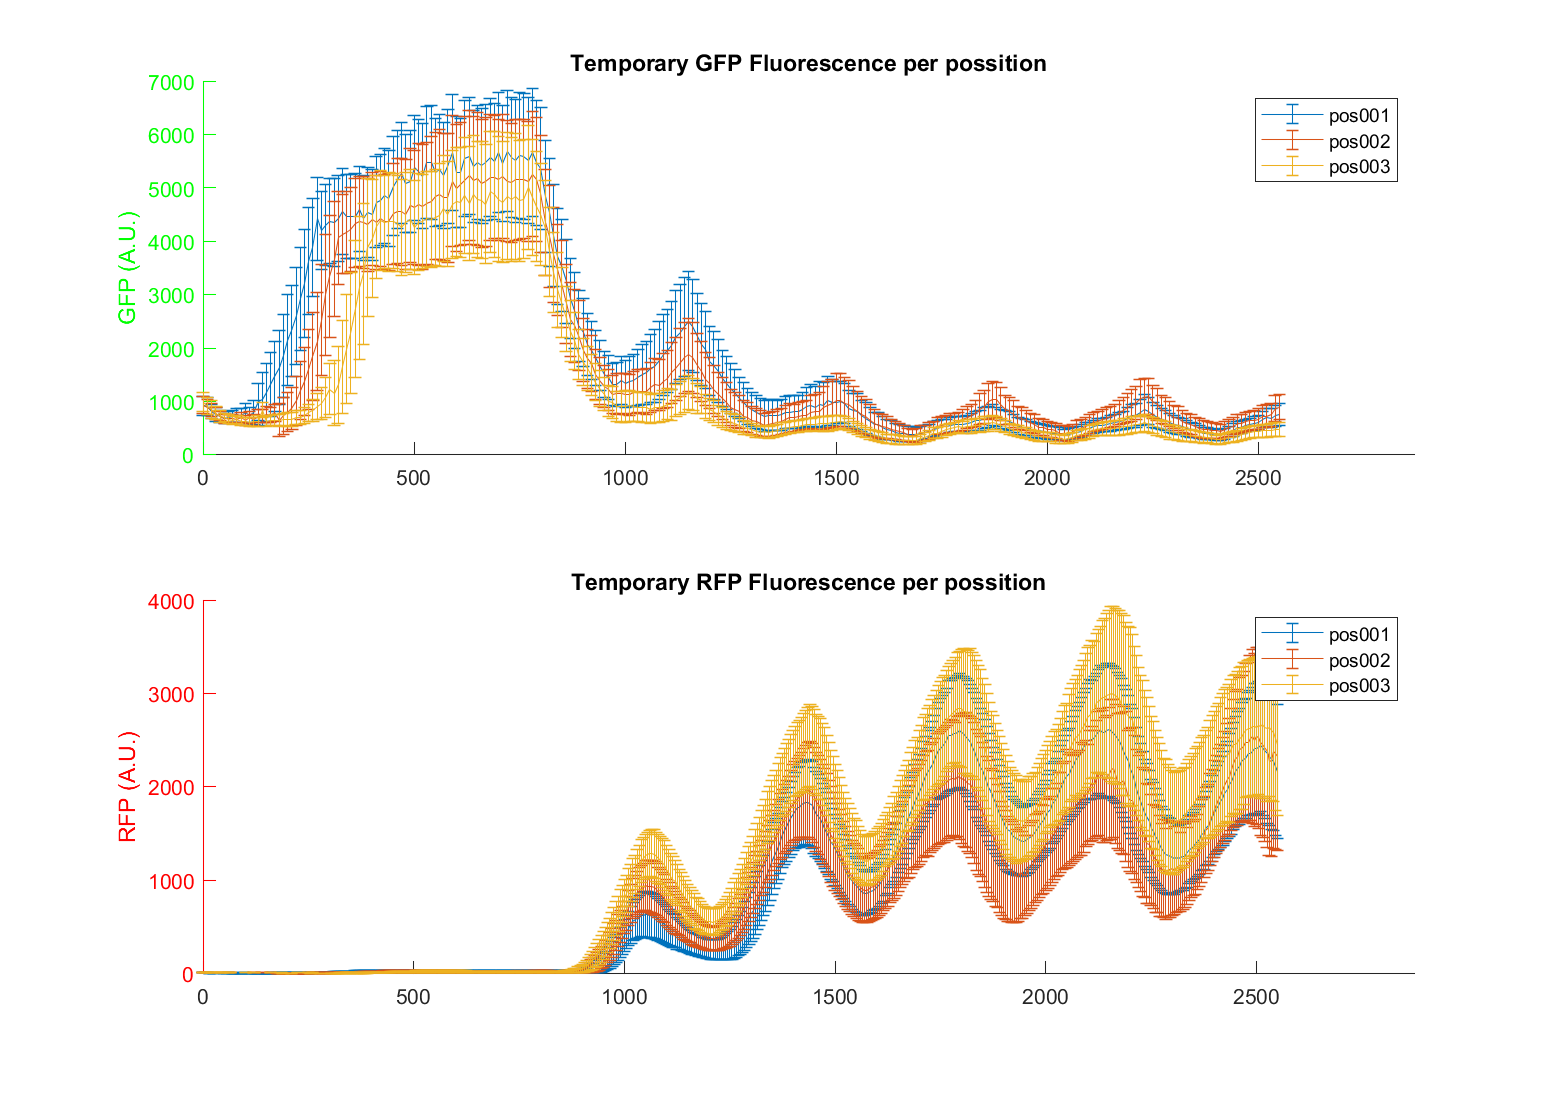 Temporary GFP Fluorescence per possition
7000
6000
5000
4000
3000
2000
1000
0
GFP (A.U.)
0 500 1000 1500 2000 2500
pos001
pos002
pos003
Temporary RFP Fluorescence per possition
4000
3000
2000
1000
0
RFP (A.U.)
0 500 1000 1500 2000 2500
pos001
pos002
pos003